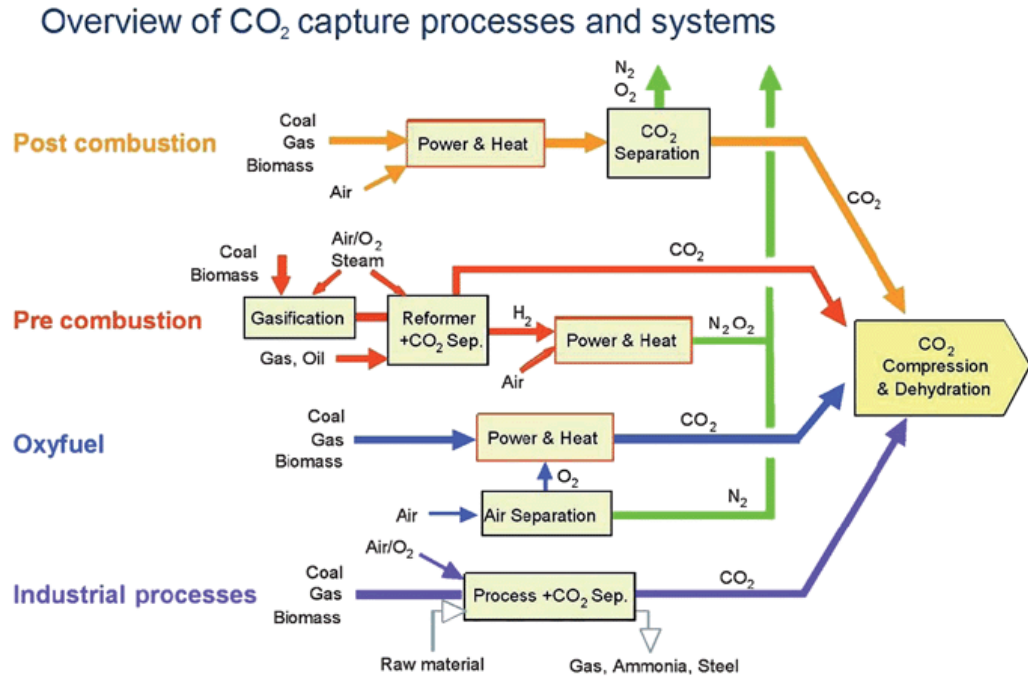 Overview of CO₂ capture processes and systems
N₂
O₂
Post combustion
Coal
Gas
Biomass
Air
Power & Heat
CO₂
Separation
CO₂
Pre combustion
Coal
Biomass
Air/O₂
Steam
Gasification
Gas, Oil
Reformer
+CO₂ Sep.
H₂
Air
Power & Heat
CO₂
N₂ O₂
CO₂
Compression
& Dehydration
Oxyfuel
Coal
Gas
Biomass
Power & Heat
CO₂
O₂
Air
Air Separation
N₂
Industrial processes
Air/O₂
Coal
Gas
Biomass
Process +CO₂ Sep.
CO₂
Raw material
Gas, Ammonia, Steel